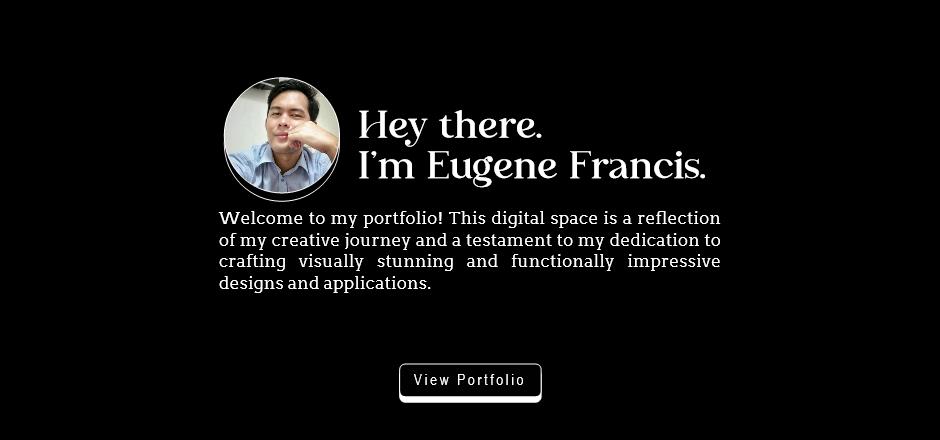 Hey there.
I'm Eugene Francis.
Welcome to my portfolio! This digital space is a reflection
of my creative journey and a testament to my dedication to
crafting visually stunning and functionally impressive
designs and applications.
View Portfolio